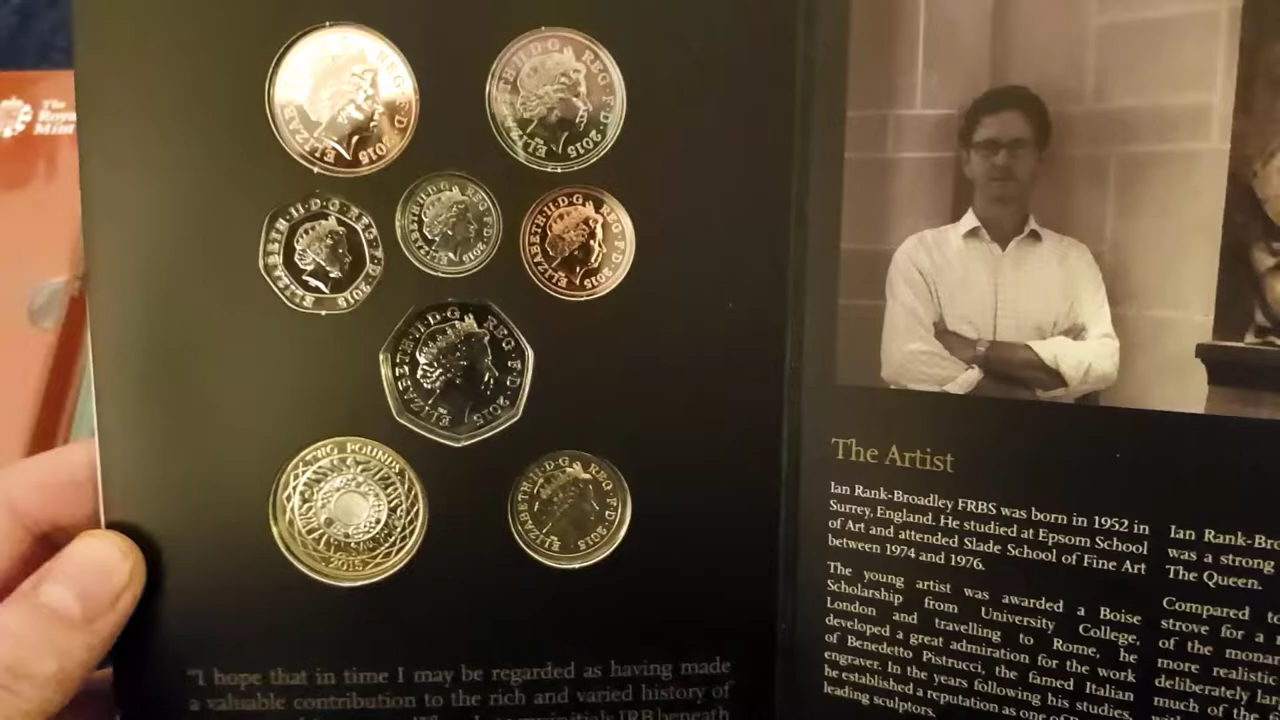 The
Royal
Mint
ELIZABETH·II·D·G REG·F·D·2015
ELIZABETH·II·D·G REG·F·D·2015
ELIZABETH·II·D·G·REG·F·D·2015
ELIZABETH·II·D·G REG·F·D·2015
ELIZABETH·II·D·G REG·F·D·2015
ELIZABETH·II·D·G REG·F·D·2015
TWO POUNDS
2015
ELIZABETH·II·D·G REG·F·D·2015
"I hope that in time I may be regarded as having made
a valuable contribution to the rich and varied history of
initials IRB beneath
The Artist
Ian Rank-Broadley FRBS was born in 1952 in
Surrey, England. He studied at Epsom School
of Art and attended Slade School of Fine Art
between 1974 and 1976.
The young artist was awarded a Boise
Scholarship from University College,
London and travelling to Rome, he
developed a great admiration for the work
of Benedetto Pistrucci, the famed Italian
engraver. In the years following his studies,
he established a reputation as one of
leading sculptors.
Ian Rank-Bro
was a strong
The Queen.
Compared to
strove for a
of the monar
more realistic
deliberately lar
much of the